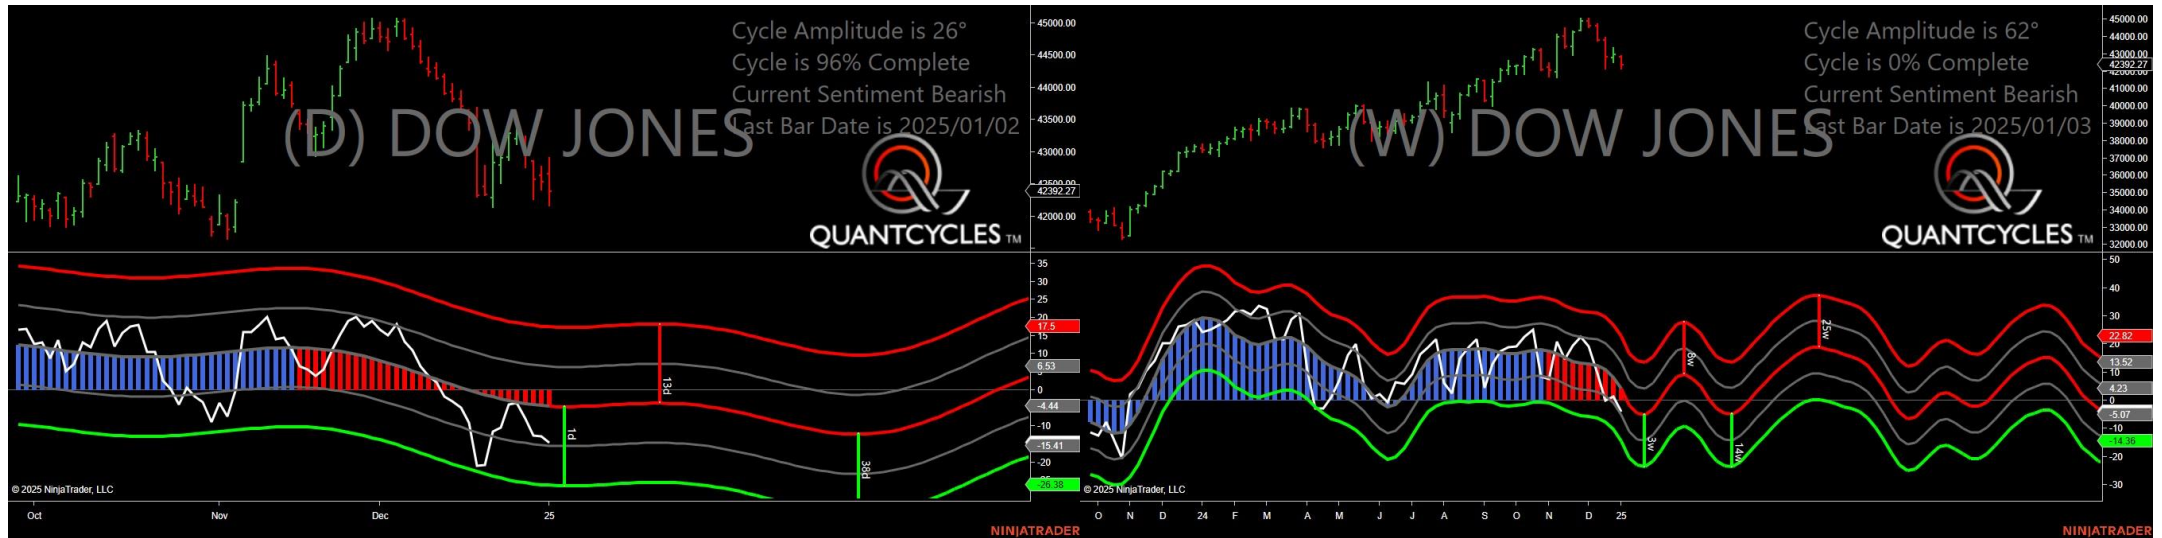 Cycle Amplitude is 26°
Cycle is 96% Complete
Current Sentiment Bearish
Last Bar Date is 2025/01/02
(D) DOW JONES
QUANTCYCLES TM
45000.00
44500.00
44000.00
43500.00
43000.00
42500.00
42392.27
42000.00
35
30
25
20
17.5
15
10
6.53
5
0
-4.44
-10
-15.41
-20
-26.38
13d
1d
38d
© 2025 NinjaTrader, LLC
Oct
Nov
Dec
25
NINJATRADER
Cycle Amplitude is 62°
Cycle is 0% Complete
Current Sentiment Bearish
Last Bar Date is 2025/01/03
(W) DOW JONES
QUANTCYCLES TM
45000.00
44000.00
43000.00
42392.27
42000.00
41000.00
40000.00
39000.00
38000.00
37000.00
36000.00
35000.00
34000.00
33000.00
32000.00
50
40
30
22.82
20
13.52
10
4.23
0
-5.07
-10
-14.36
-20
-30
8w
25w
3w
14w
© 2025 NinjaTrader, LLC
O
N
D
24
F
M
A
M
J
J
A
S
O
N
D
25
NINJATRADER